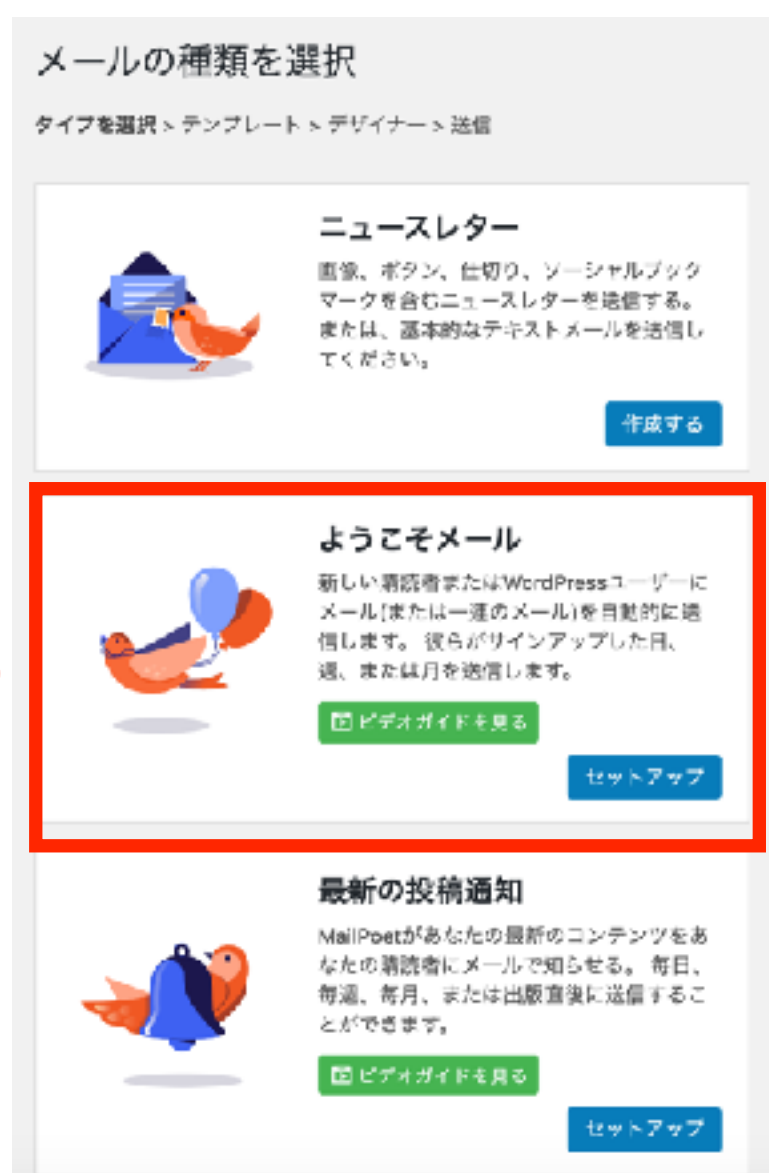 メールの種類を選択
タイプを選択 > テンプレート > デザイナー > 送信
ニュースレター
画像、ボタン、仕切り、ソーシャルブック
マークを含むニュースレターを送信する。
または、基本的なテキストメールを送信し
てください。
作成する
ようこそメール
新しい購読者またはWordPressユーザーに
メール(または一連のメール)を自動的に送
信します。 彼らがサインアップした日、
週、または月を送信します。
ビデオガイドを見る
セットアップ
最新の投稿通知
MailPoetがあなたの最新のコンテンツをあ
なたの購読者にメールで知らせる。 毎日、
毎週、毎月、または出版直後に送信するこ
とができます。
ビデオガイドを見る
セットアップ